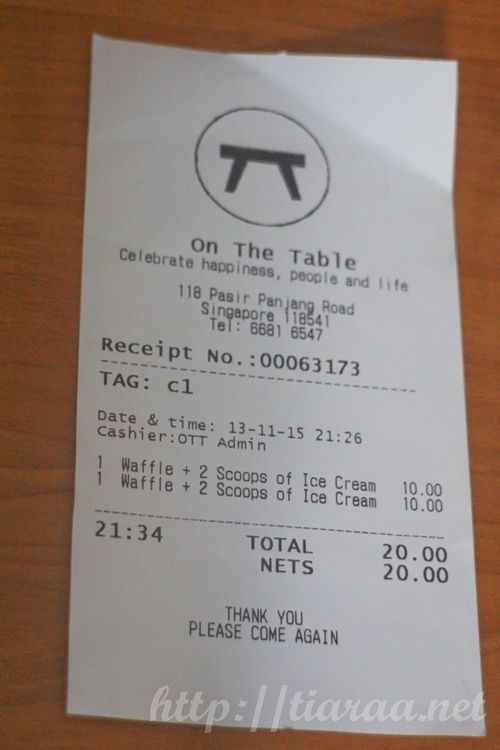 On The Table
Celebrate happiness, people and life
118 Pasir Panjang Road
Singapore 118541
Tel: 6681 6547
Receipt No.:00063173
TAG: c1
Date & time: 13-11-15 21:26
Cashier:OTT Admin
1 Waffle + 2 Scoops of Ice Cream 10.00
1 Waffle + 2 Scoops of Ice Cream 10.00
21:34 TOTAL 20.00
NETS 20.00
THANK YOU
PLEASE COME AGAIN
http://tiaraa.net